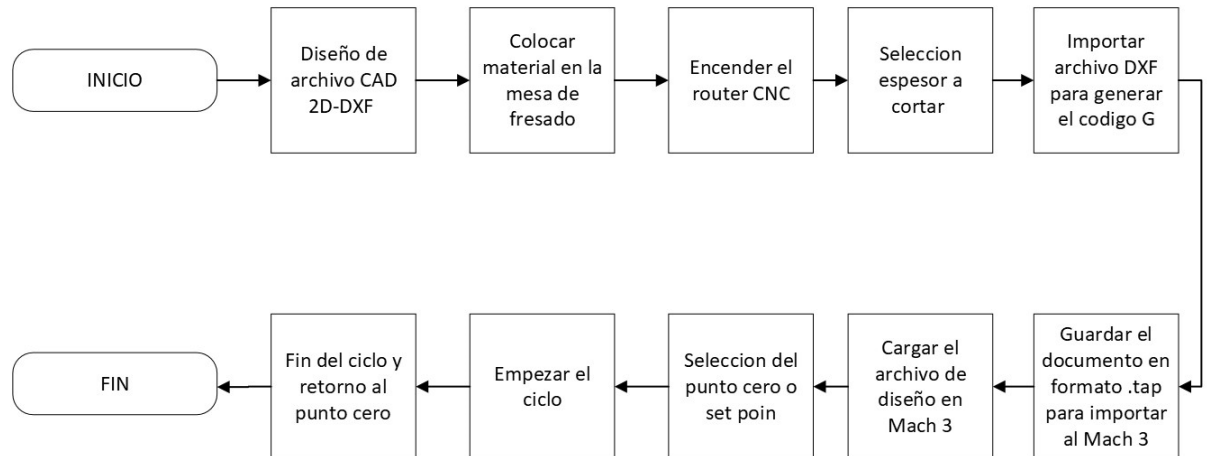 INICIO
Diseño de
archivo CAD
2D-DXF
Colocar
material en la
mesa de
fresado
Encender el
router CNC
Seleccion
espesor a
cortar
Importar
archivo DXF
para generar
el codigo G
Guardar el
documento en
formato .tap
para importar
al Mach 3
Cargar el
archivo de
diseño en
Mach 3
Seleccion del
punto cero o
set poin
Empezar el
ciclo
Fin del ciclo y
retorno al
punto cero
FIN